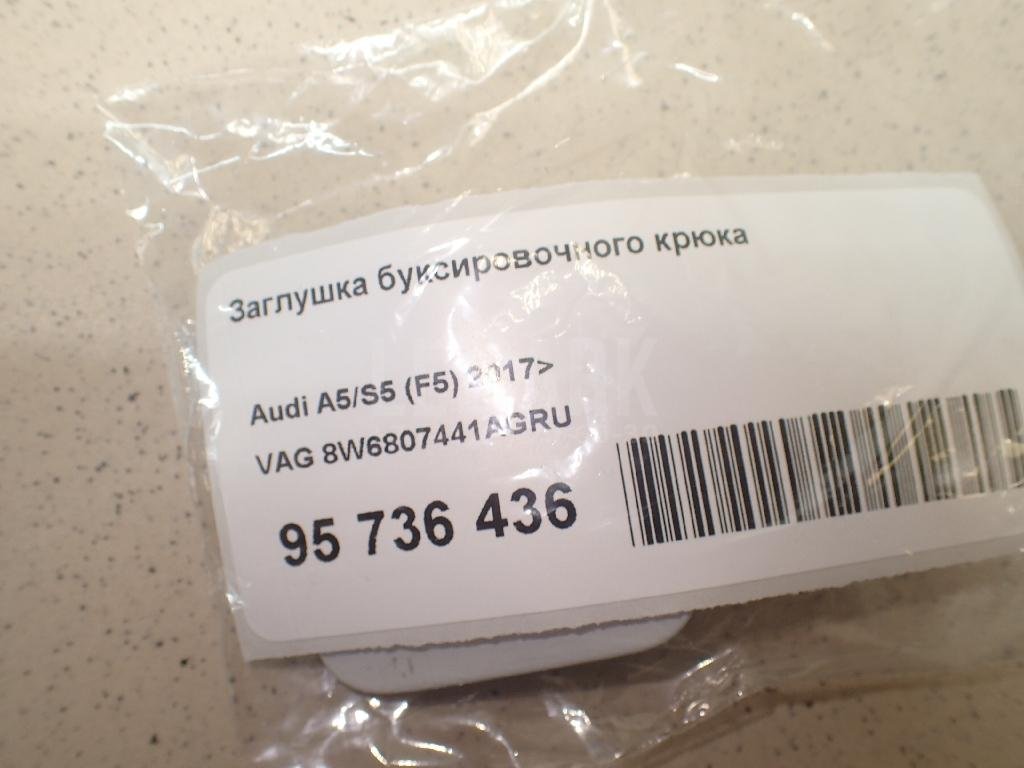 Заглушка буксировочного крюка
Audi A5/S5 (F5) 2017>
VAG 8W6807441AGRU
95 736 436